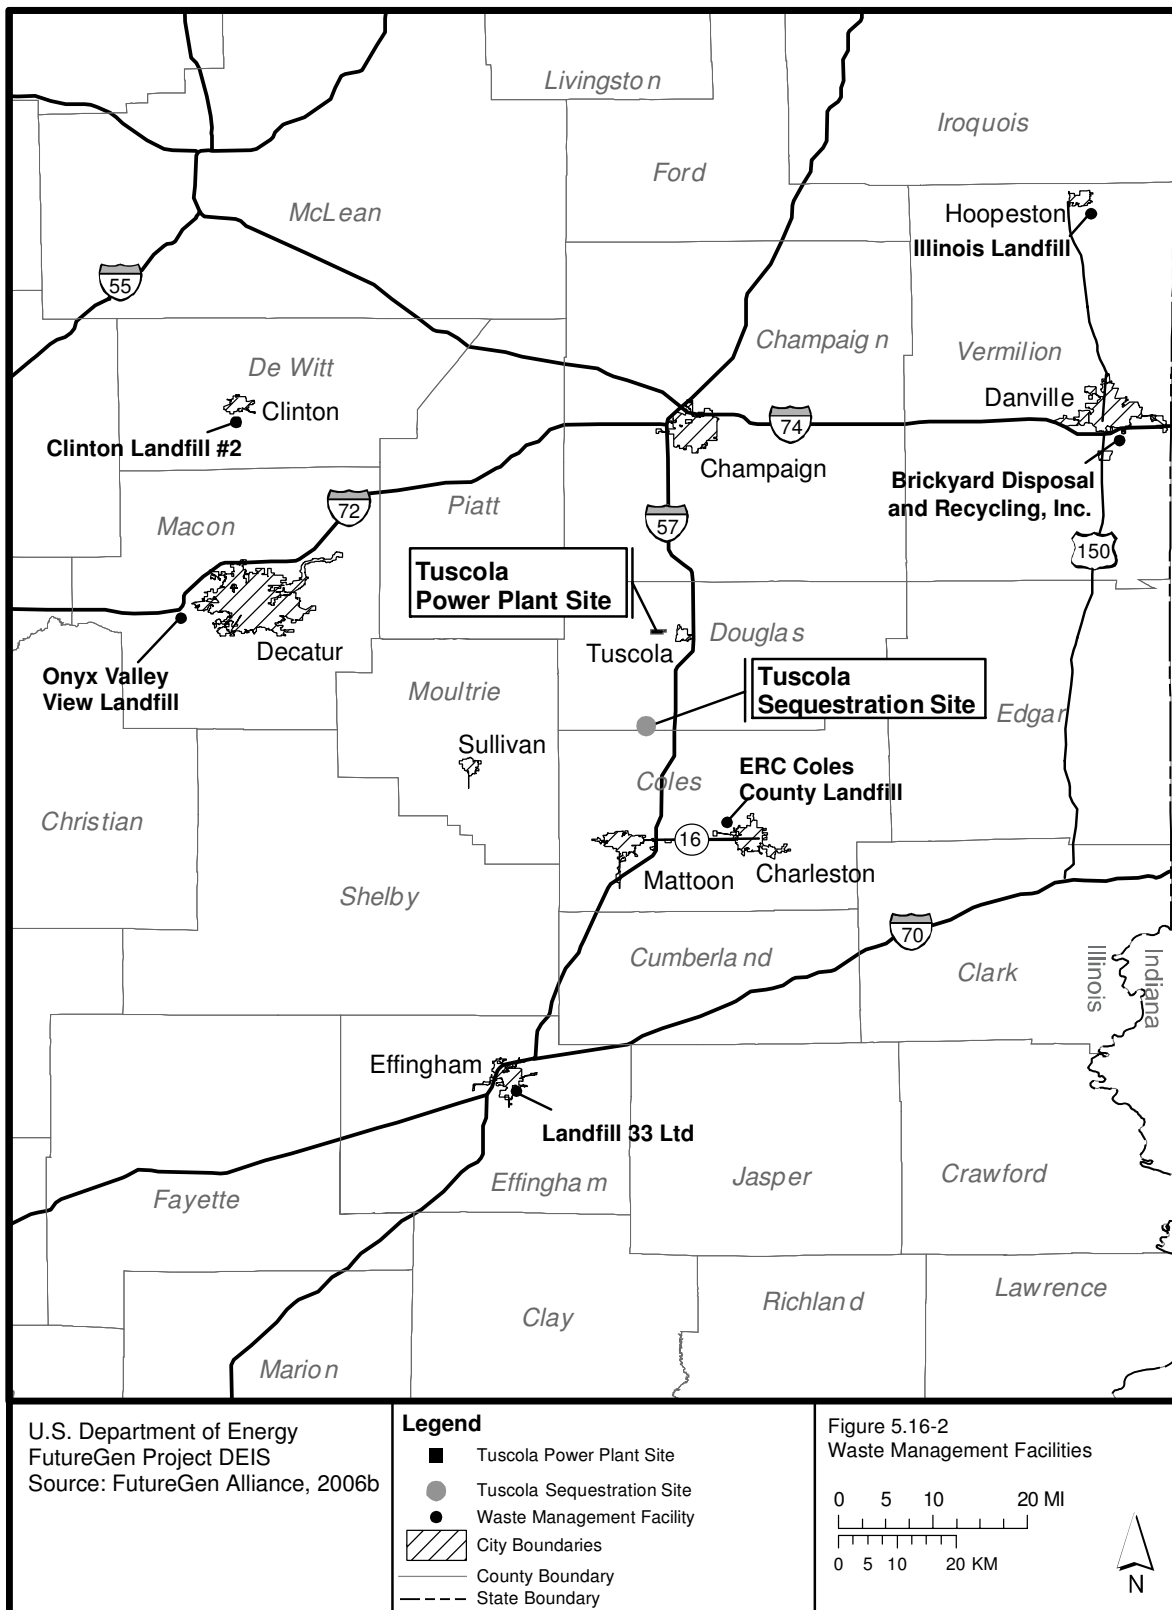 Livingston
Iroquois
Ford
McLean
Hoopeston
Illinois Landfill
55
Champaign
Vermilion
De Witt
Danville
Clinton
74
Clinton Landfill #2
Champaign
Brickyard Disposal
and Recycling, Inc.
72
Piatt
Macon
57
150
Tuscola
Power Plant Site
Douglas
Tuscola
Decatur
Onyx Valley
View Landfill
Moultrie
Tuscola
Sequestration Site
Edgar
Sullivan
ERC Coles
County Landfill
Coles
Christian
16
Mattoon
Charleston
Shelby
70
Cumberland
Clark
Illinois
Indiana
Effingham
Landfill 33 Ltd
Effingham
Jasper
Crawford
Fayette
Lawrence
Richland
Clay
Marion
U.S. Department of Energy
FutureGen Project DEIS
Source: FutureGen Alliance, 2006b
Legend
Tuscola Power Plant Site
Tuscola Sequestration Site
Waste Management Facility
City Boundaries
County Boundary
State Boundary
Figure 5.16-2
Waste Management Facilities
0 5 10 20 MI
0 5 10 20 KM
N